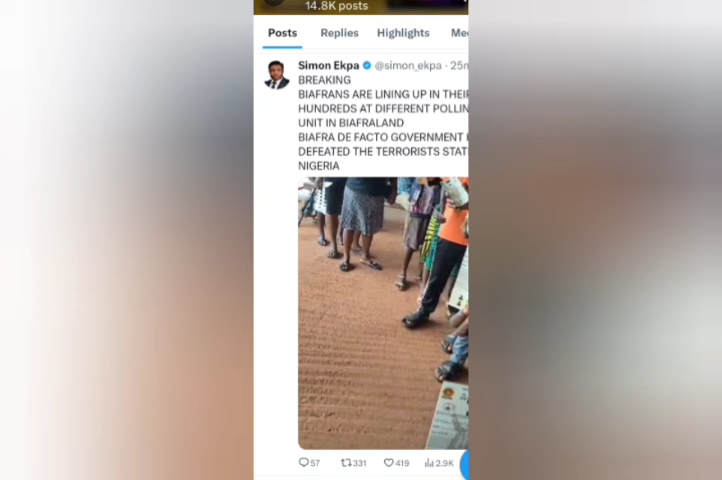 14.8K posts
Posts Replies Highlights
Simon Ekpa @simon_ekpa · 25m
BREAKING
BIAFRANS ARE LINING UP IN THEIR
HUNDREDS AT DIFFERENT POLLIN
UNIT IN BIAFRALAND
BIAFRA DE FACTO GOVERNMENT
DEFEATED THE TERRORISTS STAT
NIGERIA
57 331 419 2.9K